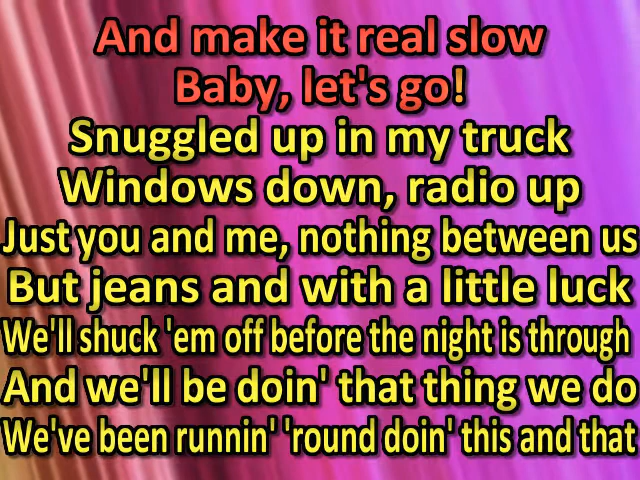 And make it real slow
Baby, let's go!
Snuggled up in my truck
Windows down, radio up
Just you and me, nothing between us
But jeans and with a little luck
We'll shuck 'em off before the night is through
And we'll be doin' that thing we do
We've been runnin' 'round doin' this and that